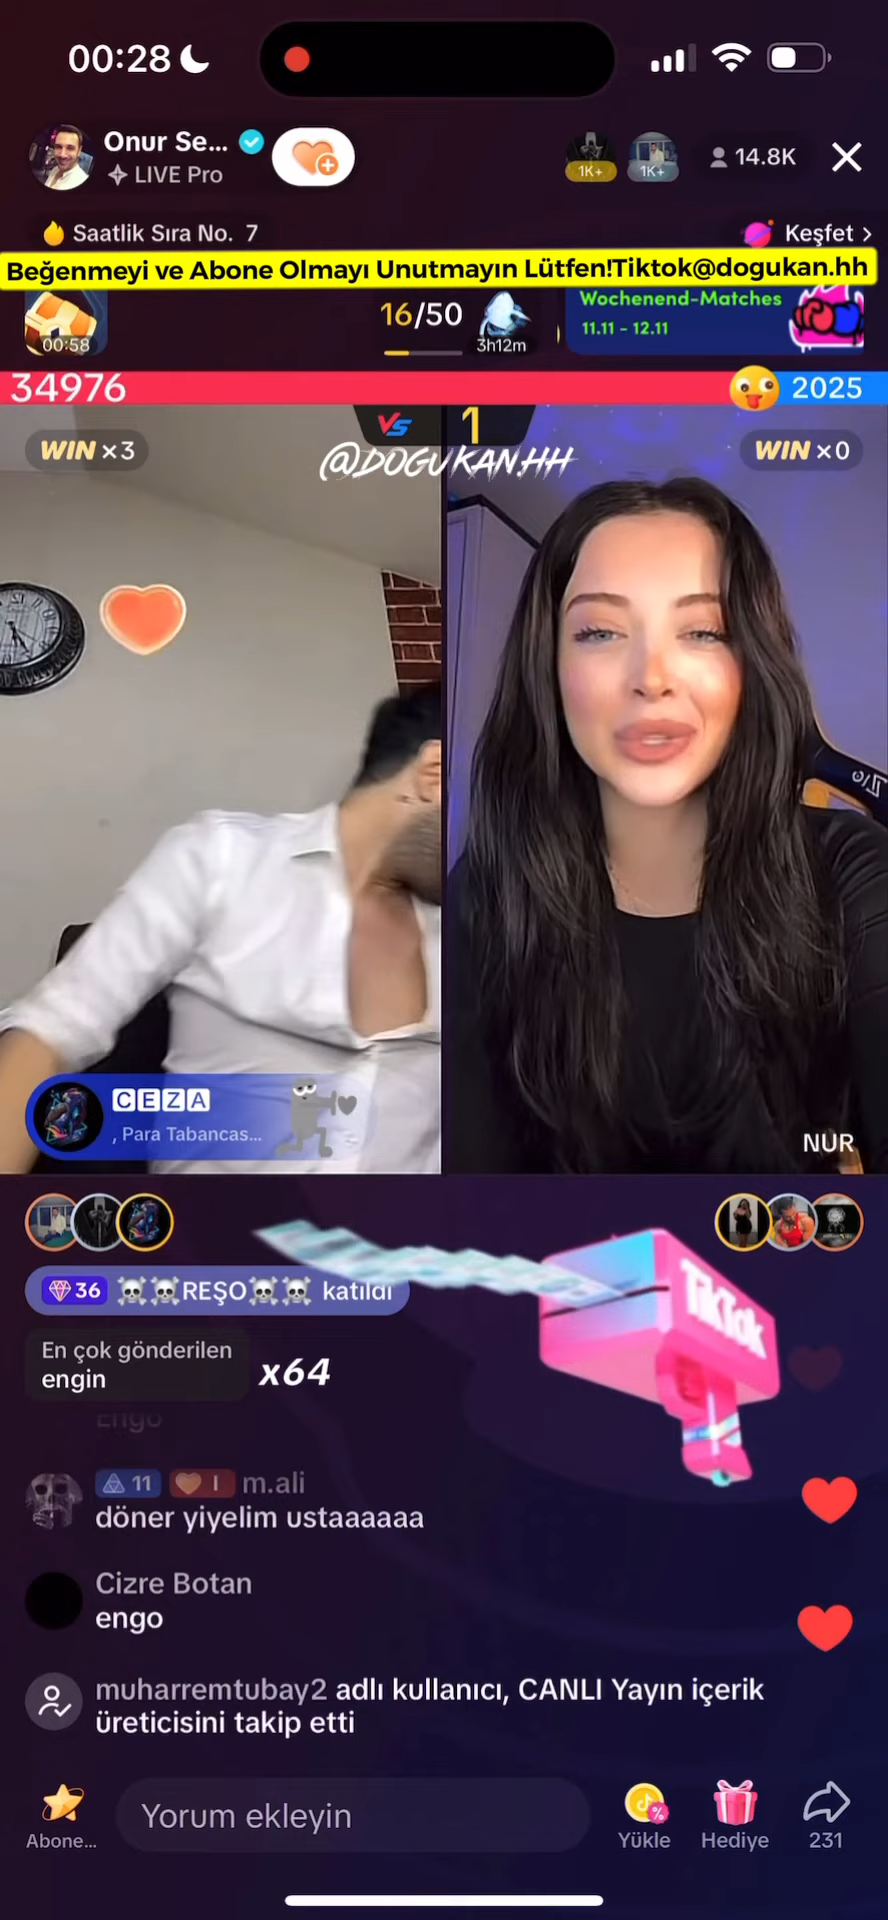 00:28
Onur Se...
LIVE Pro
1K+
1K+
14.8K
Saatlik Sıra No. 7
Keşfet >
Beğenmeyi ve Abone Olmayı Unutmayın Lütfen!Tiktok@dogukan.hh
00:58
16/50
3h12m
Wochenend-Matches
11.11 - 12.11
34976
2025
VS
1
WIN x3
WIN x0
@DOGUKAN.HH
CEZA
, Para Tabancas...
NUR
TikTok
36 REŞO katıldı
En çok gönderilen
engin
x64
Engo
11 I m.ali
döner yiyelim ustaaaaaa
Cizre Botan
engo
muharremtubay2 adlı kullanıcı, CANLI Yayın içerik
üreticisini takip etti
Abone...
Yorum ekleyin
Yükle
Hediye
231